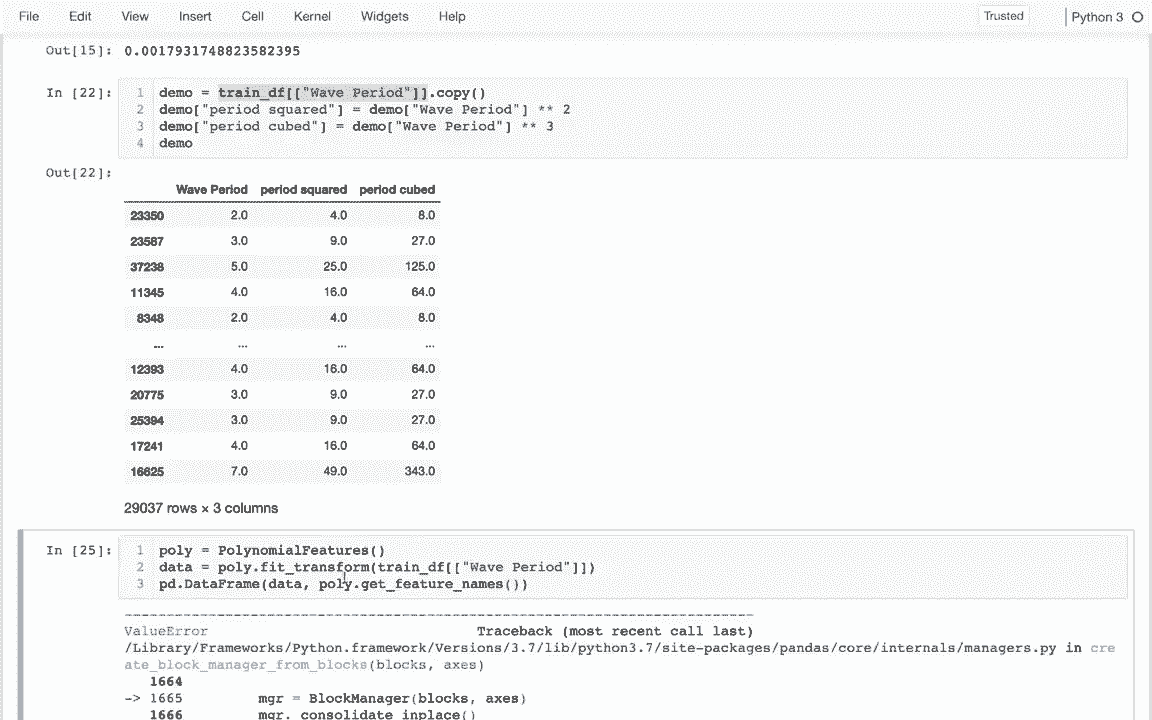 File Edit View Insert Cell Kernel Widgets Help Trusted Python 3
Out[15]: 0.0017931748823582395
In [22]: 1 demo = train_df[["Wave Period"]].copy()
2 demo["period squared"] = demo["Wave Period"] ** 2
3 demo["period cubed"] = demo["Wave Period"] ** 3
4 demo
Out[22]:
Wave Period period squared period cubed
23350 2.0 4.0 8.0
23587 3.0 9.0 27.0
37238 5.0 25.0 125.0
11345 4.0 16.0 64.0
8348 2.0 4.0 8.0
... ... ... ...
12393 4.0 16.0 64.0
20775 3.0 9.0 27.0
25394 3.0 9.0 27.0
17241 4.0 16.0 64.0
16625 7.0 49.0 343.0
29037 rows × 3 columns
In [25]: 1 poly = PolynomialFeatures()
2 data = poly.fit_transform(train_df[["Wave Period"]])
3 pd.DataFrame(data, poly.get_feature_names())
---------------------------------------------------------------------------
ValueError Traceback (most recent call last)
/Library/Frameworks/Python.framework/Versions/3.7/lib/python3.7/site-packages/pandas/core/internals/managers.py in cre
ate_block_manager_from_blocks(blocks, axes)
1664
-> 1665 mgr = BlockManager(blocks, axes)
1666 mgr._consolidate_inplace()